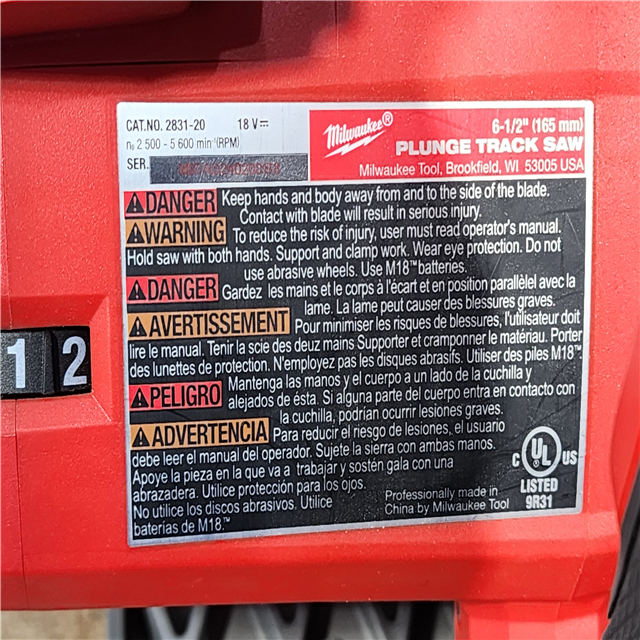 CAT.NO. 2831-20 18 V⎓
n₀ 2 500 - 5 600 min⁻¹(RPM)
SER.
Milwaukee®
6-1/2" (165 mm)
PLUNGE TRACK SAW
Milwaukee Tool, Brookfield, WI 53005 USA
DANGER Keep hands and body away from and to the side of the blade.
Contact with blade will result in serious injury.
WARNING To reduce the risk of injury, user must read operator's manual.
Hold saw with both hands. Support and clamp work. Wear eye protection. Do not
use abrasive wheels. Use M18™batteries.
DANGER Gardez les mains et le corps à l'écart et en position parallèlel avec la
lame. La lame peut causer des blessures graves.
AVERTISSEMENT Pour minimiser les risques de blessures, l'utilisateur doit
lire le manual. Tenir la scie des deux mains Supporter et cramponner le matériau. Porter
des lunettes de protection. N'employez pas les disques abrasifs. Utiliser des piles M18™.
PELIGRO Mantenga las manos y el cuerpo a un lado de la cuchilla y
alejados de ésta. Si alguna parte del cuerpo entra en contacto con
la cuchilla, podrían ocurrir lesiones graves.
ADVERTENCIA Para reducir el riesgo de lesiones, el usuario
debe leer el manual del operador. Sujete la sierra con ambas manos.
Apoye la pieza en la que va a trabajar y sostén gala con una
abrazadera. Utilice protección para los ojos.
No utilice los discos abrasivos. Utilice
baterías de M18.™
Professionally made in
China by Milwaukee Tool
C UL® US
LISTED
9R31
1 2